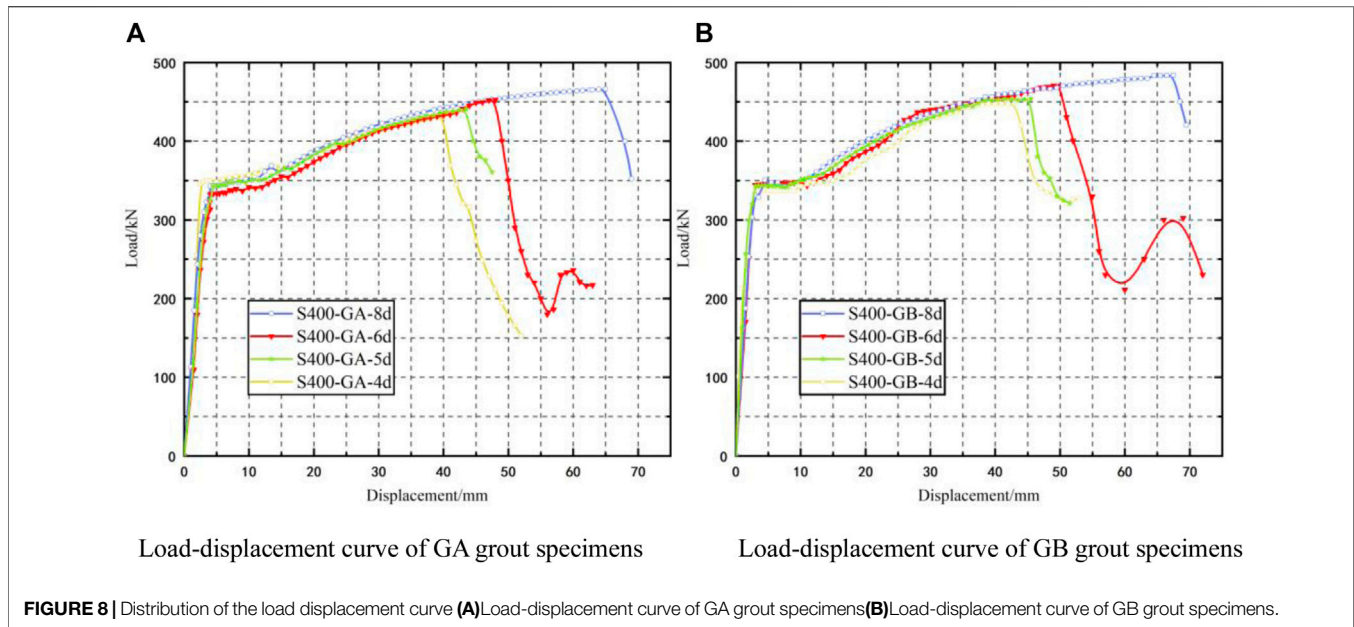 A
B
500
400
300
200
100
0
Load/kN
S400-GA-8d
S400-GA-6d
S400-GA-5d
S400-GA-4d
0 10 20 30 40 50 60 70
Displacement/mm
500
400
300
200
100
0
Load/kN
S400-GB-8d
S400-GB-6d
S400-GB-5d
S400-GB-4d
0 10 20 30 40 50 60 70
Displacement/mm
Load-displacement curve of GA grout specimens
Load-displacement curve of GB grout specimens
FIGURE 8 | Distribution of the load displacement curve (A)Load-displacement curve of GA grout specimens(B)Load-displacement curve of GB grout specimens.